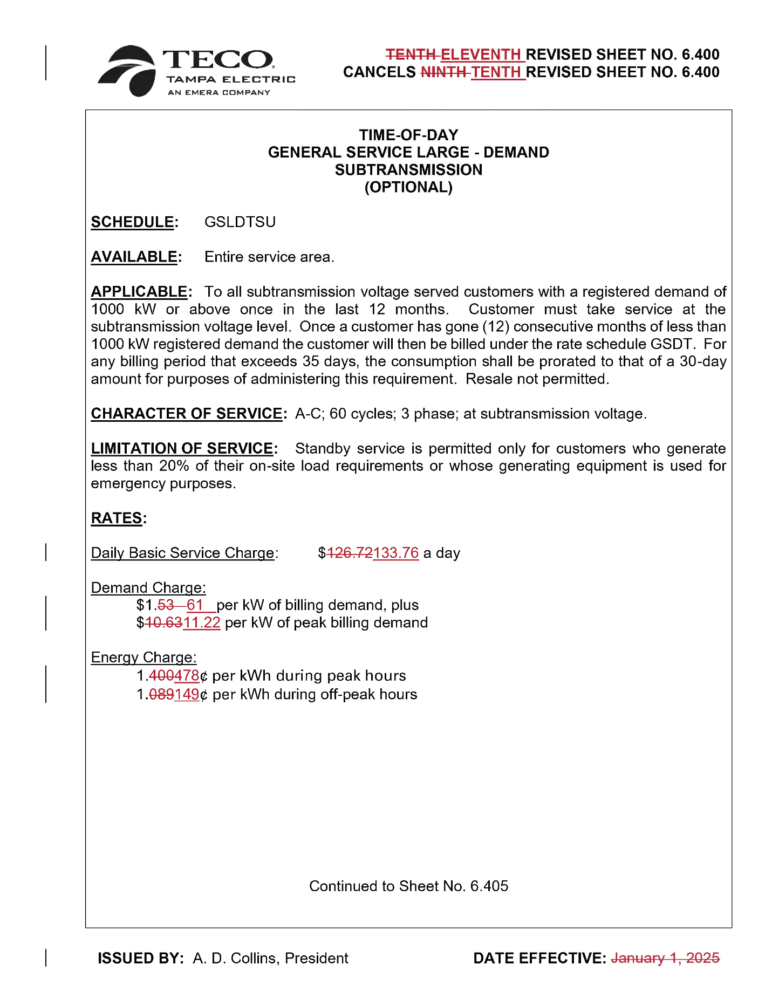 TECO.
TAMPA ELECTRIC
AN EMERA COMPANY
TENTH ELEVENTH REVISED SHEET NO. 6.400
CANCELS NINTH TENTH REVISED SHEET NO. 6.400
TIME-OF-DAY
GENERAL SERVICE LARGE - DEMAND
SUBTRANSMISSION
(OPTIONAL)
SCHEDULE: GSLDTSU
AVAILABLE: Entire service area.
APPLICABLE: To all subtransmission voltage served customers with a registered demand of
1000 kW or above once in the last 12 months. Customer must take service at the
subtransmission voltage level. Once a customer has gone (12) consecutive months of less than
1000 kW registered demand the customer will then be billed under the rate schedule GSDT. For
any billing period that exceeds 35 days, the consumption shall be prorated to that of a 30-day
amount for purposes of administering this requirement. Resale not permitted.
CHARACTER OF SERVICE: A-C; 60 cycles; 3 phase; at subtransmission voltage.
LIMITATION OF SERVICE: Standby service is permitted only for customers who generate
less than 20% of their on-site load requirements or whose generating equipment is used for
emergency purposes.
RATES:
Daily Basic Service Charge: $126.72133.76 a day
Demand Charge:
$1.53 61 per kW of billing demand, plus
$10.6311.22 per kW of peak billing demand
Energy Charge:
1.400478¢ per kWh during peak hours
1.089149¢ per kWh during off-peak hours
Continued to Sheet No. 6.405
ISSUED BY: A. D. Collins, President
DATE EFFECTIVE: January 1, 2025